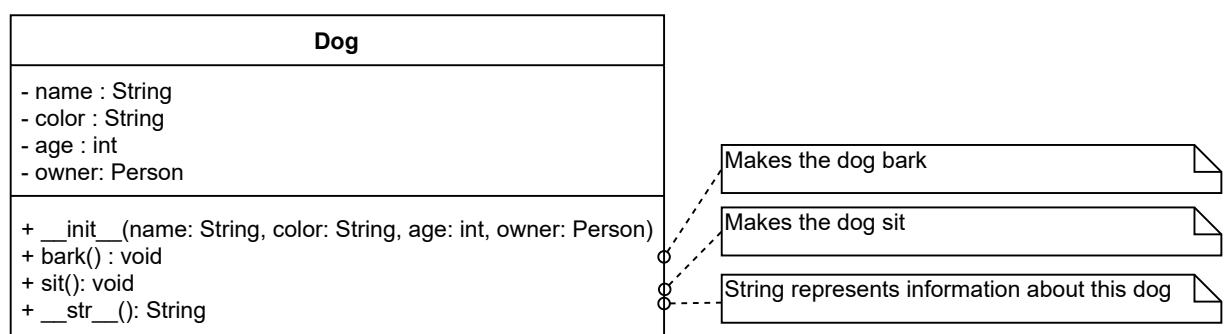 Dog
- name : String
- color : String
- age : int
- owner: Person
+ __init__(name: String, color: String, age: int, owner: Person)
+ bark() : void
+ sit(): void
+ __str__(): String
Makes the dog bark
Makes the dog sit
String represents information about this dog